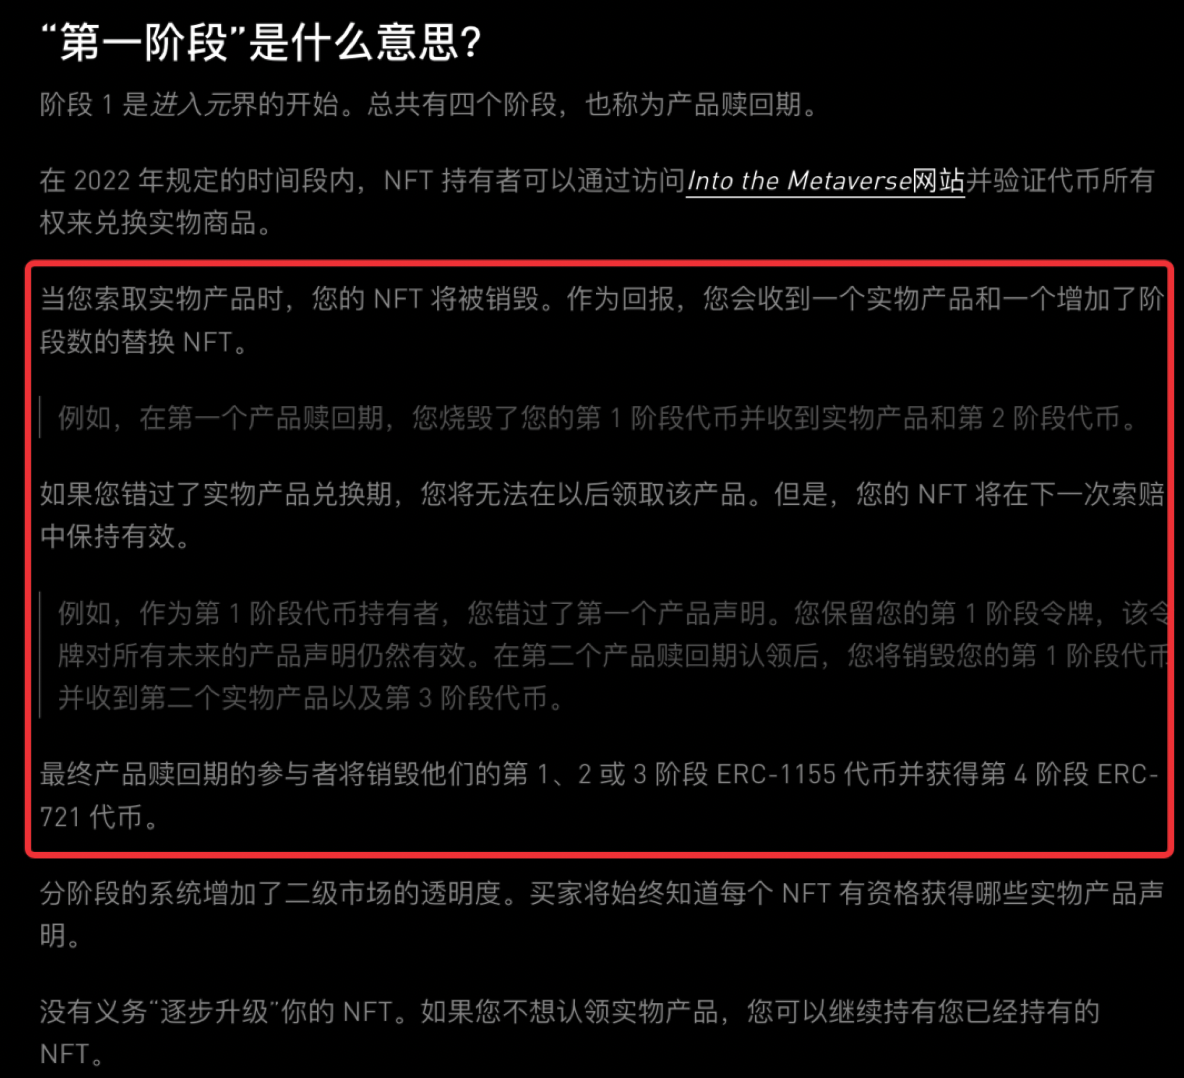 “第一阶段”是什么意思?
阶段 1 是进入元界的开始。总共有四个阶段，也称为产品赎回期。
在 2022 年规定的时间段内，NFT 持有者可以通过访问Into the Metaverse网站并验证代币所有
权来兑换实物商品。
当您索取实物产品时，您的 NFT 将被销毁。作为回报，您会收到一个实物产品和一个增加了阶
段数的替换 NFT。
例如，在第一个产品赎回期，您烧毁了您的第 1 阶段代币并收到实物产品和第 2 阶段代币。
如果您错过了实物产品兑换期，您将无法在以后领取该产品。但是，您的 NFT 将在下一次索赔
中保持有效。
例如，作为第 1 阶段代币持有者，您错过了第一个产品声明。您保留您的第 1 阶段令牌，该令
牌对所有未来的产品声明仍然有效。在第二个产品赎回期认领后，您将销毁您的第 1 阶段代币
并收到第二个实物产品以及第 3 阶段代币。
最终产品赎回期的参与者将销毁他们的第 1、2 或 3 阶段 ERC-1155 代币并获得第 4 阶段 ERC-
721 代币。
分阶段的系统增加了二级市场的透明度。买家将始终知道每个 NFT 有资格获得哪些实物产品声
明。
没有义务“逐步升级”你的 NFT。如果您不想认领实物产品，您可以继续持有您已经持有的
NFT。